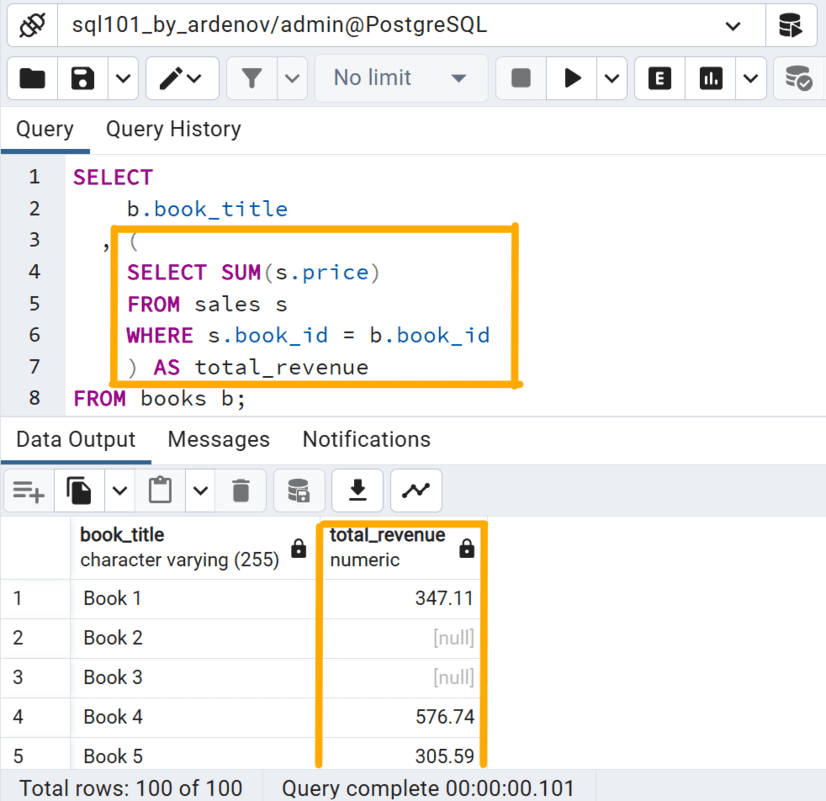 sql101_by_ardenov/admin@PostgreSQL
No limit
E
Query Query History
1 SELECT
2 b.book_title
3 , (
4 SELECT SUM(s.price)
5 FROM sales s
6 WHERE s.book_id = b.book_id
7 ) AS total_revenue
8 FROM books b;
Data Output Messages Notifications
book_title total_revenue
character varying (255) numeric
1 Book 1 347.11
2 Book 2 [null]
3 Book 3 [null]
4 Book 4 576.74
5 Book 5 305.59
Total rows: 100 of 100 Query complete 00:00:00.101